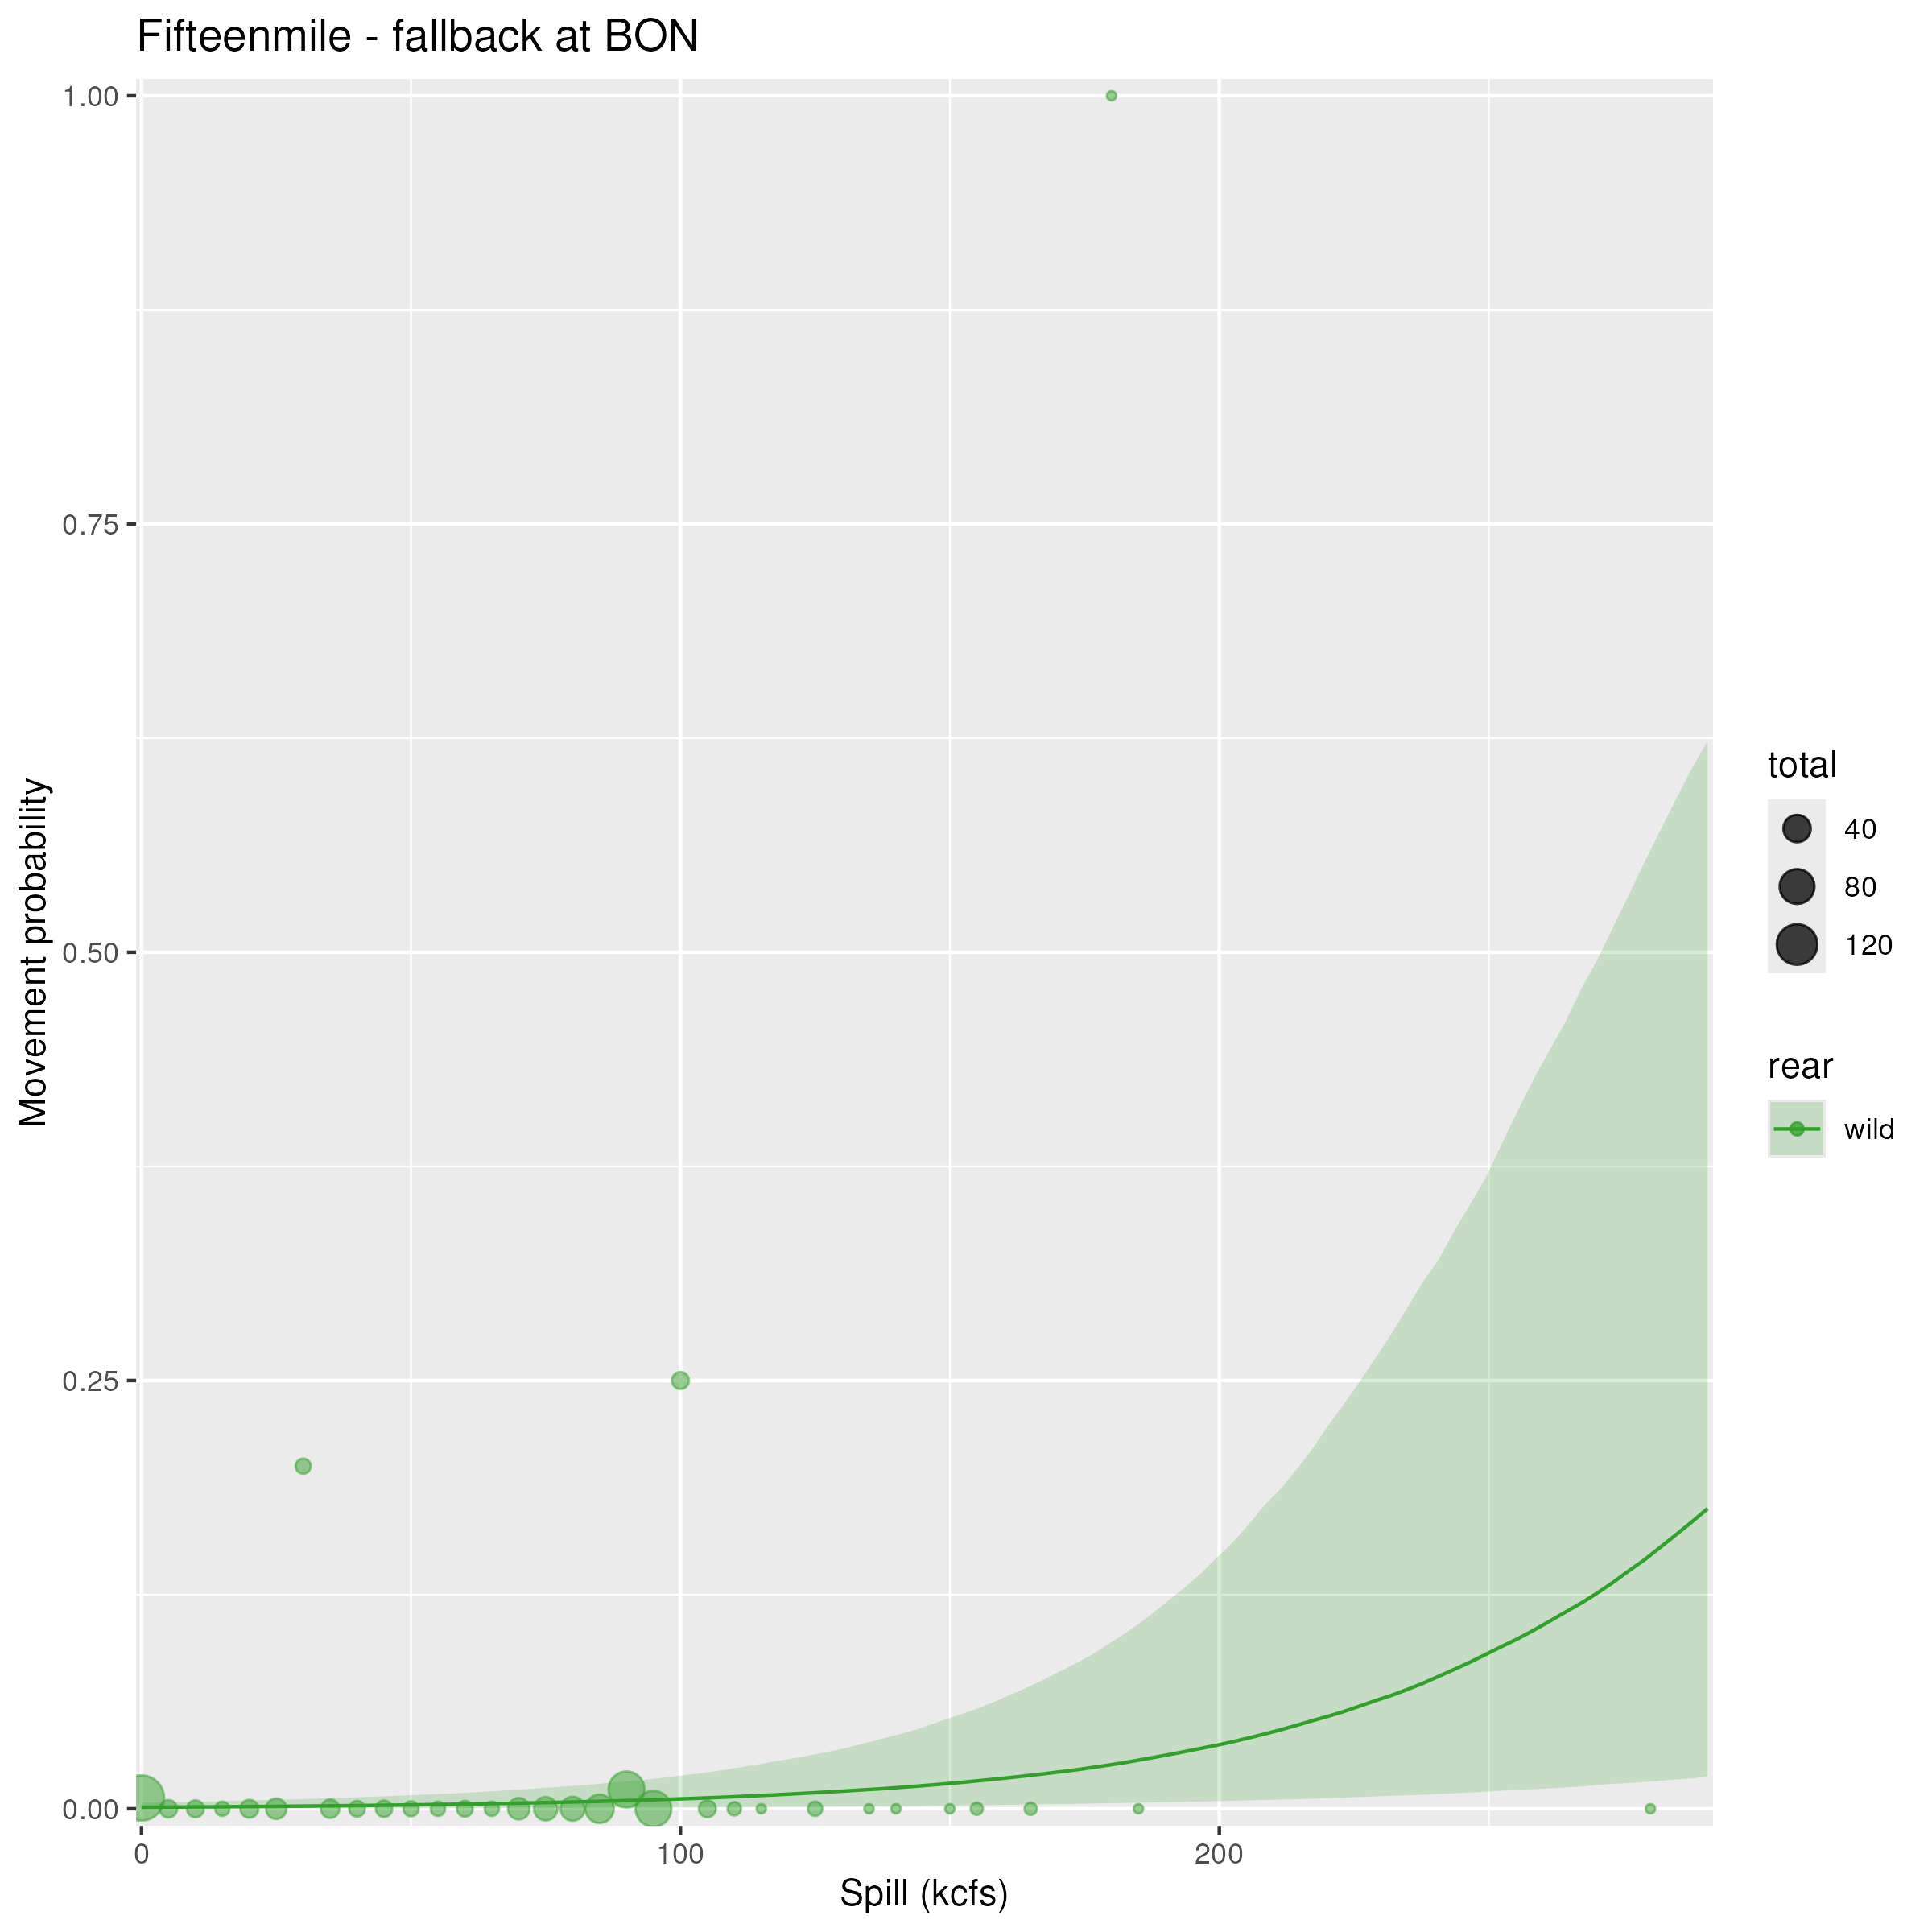 Fifteenmile - fallback at BON
1.00
0.75
0.50
0.25
0.00
Movement probability
0
100
200
Spill (kcfs)
total
40
80
120
rear
wild